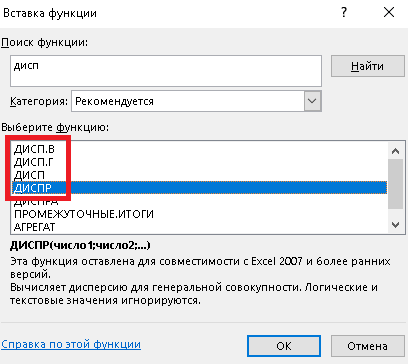 Вставка функции ? ×
Поиск функции:
дисп
Найти
Категория: Рекомендуется
Выберите функцию:
ДИСП.В
ДИСП.Г
ДИСП
ДИСПР
ДИСПРА
ПРОМЕЖУТОЧНЫЕ.ИТОГИ
АГРЕГАТ
ДИСПР(число1;число2;...)
Эта функция оставлена для совместимости с Excel 2007 и более ранних
версий.
Вычисляет дисперсию для генеральной совокупности. Логические и
текстовые значения игнорируются.
Справка по этой функции
ОК
Отмена